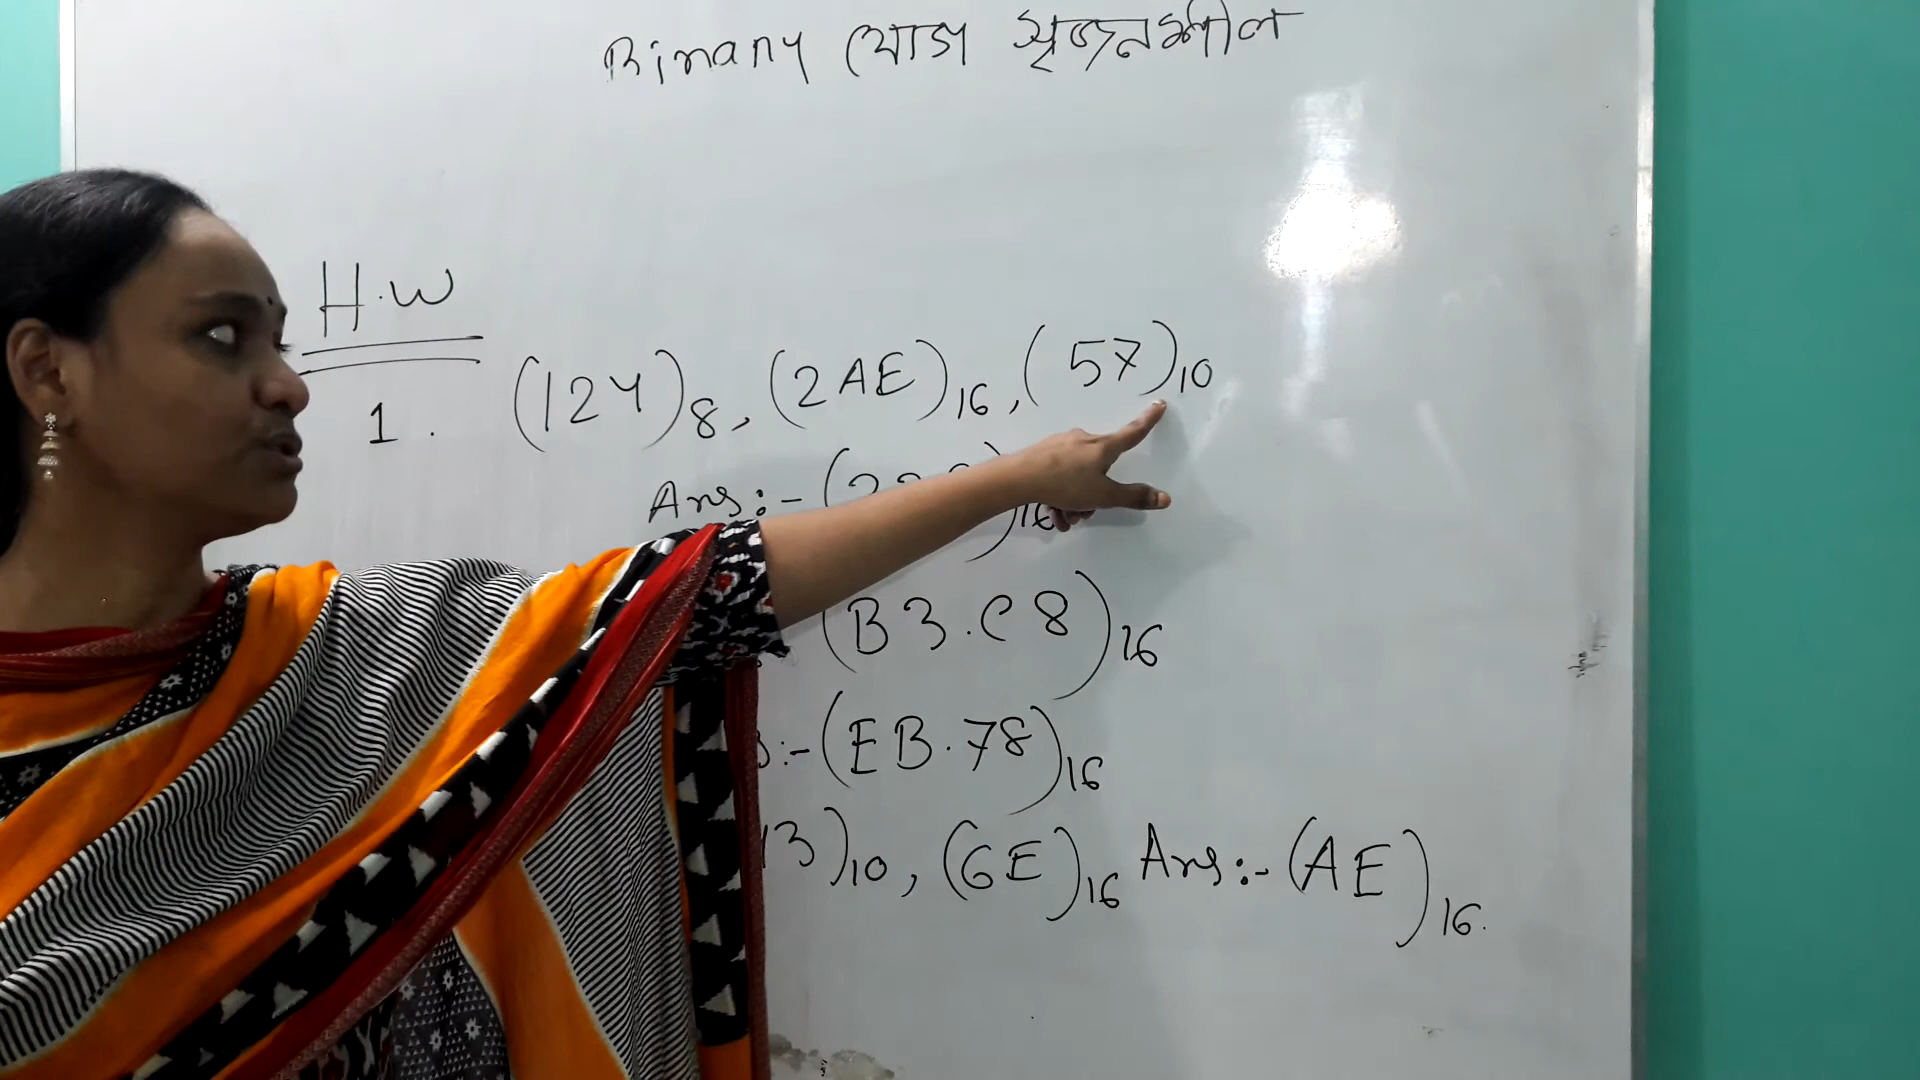 Binary যোগ সৃজনশীল
H.W
1. (124)8, (2AE)16, (57)10
Ans:- (3 )16
(B3.C8)16
:- (EB.78)16
13)10, (6E)16 Ans:- (AE)16.